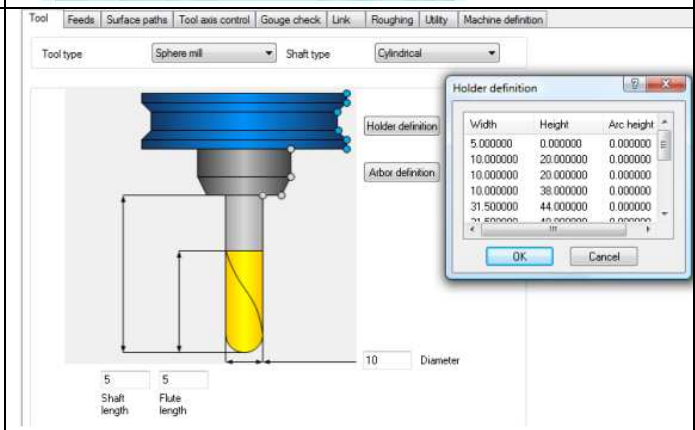 Tool Feeds Surface paths Tool axis control Gouge check Link Roughing Utility Machine definition
Tool type Sphere mill Shaft type Cylindrical
Holder definition
Arbor definition
Holder definition
Width Height Arc height
5.000000 0.000000 0.000000
10.000000 20.000000 0.000000
10.000000 20.000000 0.000000
10.000000 38.000000 0.000000
31.500000 44.000000 0.000000
OK Cancel
10 Diameter
5 5
Shaft length Flute length